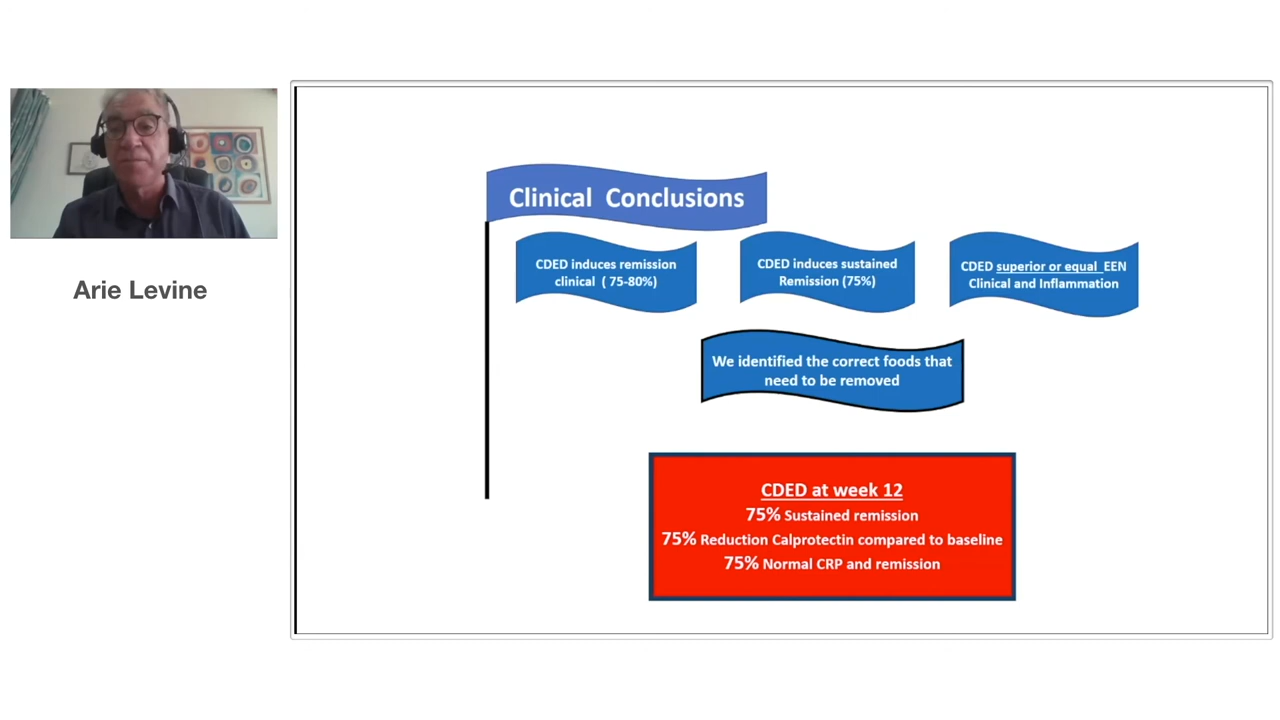 Arie Levine
Clinical  Conclusions
CDED induces remission
clinical  ( 75-80%)
CDED induces sustained
Remission (75%)
CDED superior or equal  EEN
Clinical and Inflammation
We identified the correct foods that
need to be removed
CDED at week 12
75% Sustained remission
75% Reduction Calprotectin compared to baseline
75% Normal CRP and remission